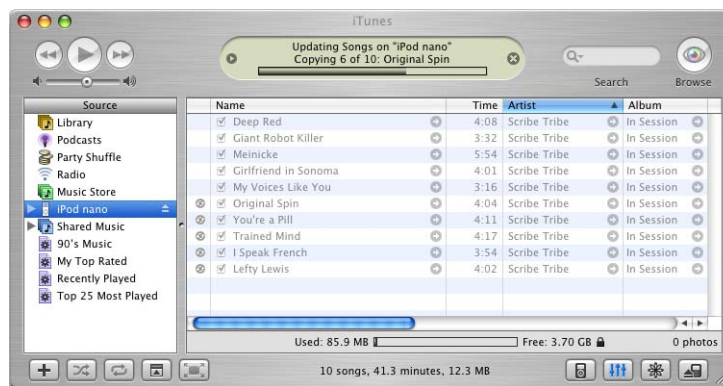 iTunes
Updating Songs on "iPod nano"
Copying 6 of 10: Original Spin
Search
Browse
Source
Library
Podcasts
Party Shuffle
Radio
Music Store
iPod nano
Shared Music
90's Music
My Top Rated
Recently Played
Top 25 Most Played
Name Time Artist Album
Deep Red 4:08 Scribe Tribe In Session
Giant Robot Killer 3:32 Scribe Tribe In Session
Meinicke 5:54 Scribe Tribe In Session
Girlfriend in Sonoma 4:01 Scribe Tribe In Session
My Voices Like You 3:16 Scribe Tribe In Session
Original Spin 4:04 Scribe Tribe In Session
You're a Pill 4:11 Scribe Tribe In Session
Trained Mind 4:17 Scribe Tribe In Session
I Speak French 3:54 Scribe Tribe In Session
Lefty Lewis 4:02 Scribe Tribe In Session
Used: 85.9 MB Free: 3.70 GB 0 photos
10 songs, 41.3 minutes, 12.3 MB